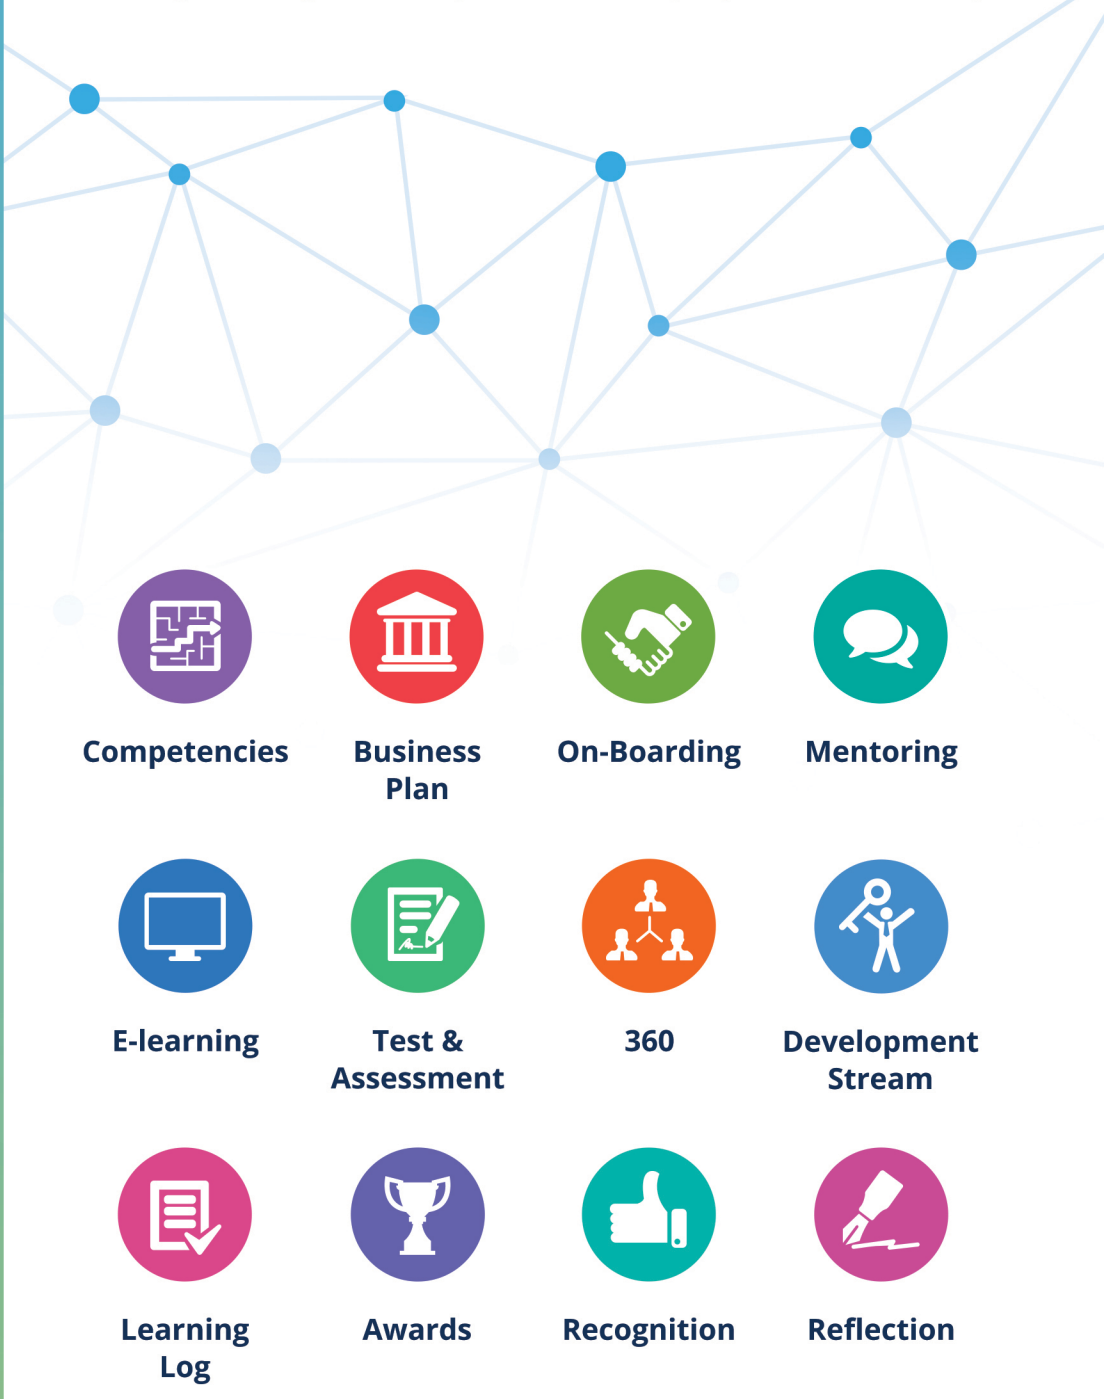 Competencies
Business
Plan
On-Boarding
Mentoring
E-learning
Test &
Assessment
360
Development
Stream
Learning
Log
Awards
Recognition
Reflection